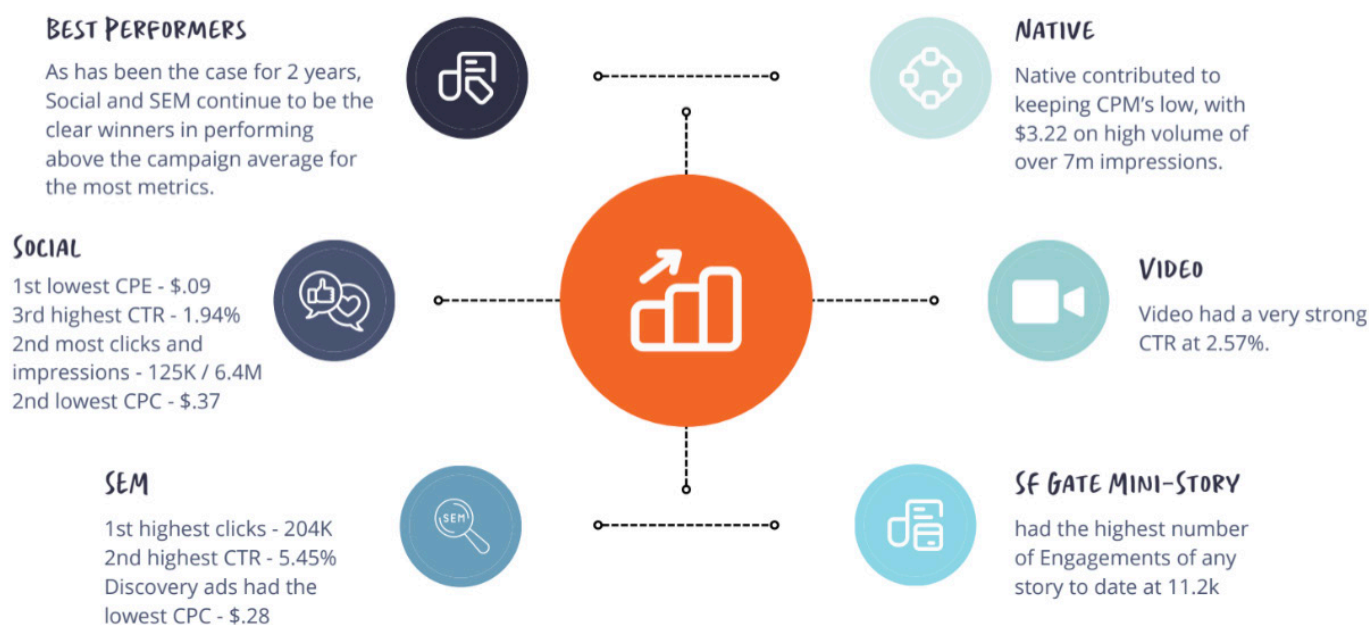 BEST PERFORMERS
As has been the case for 2 years,
Social and SEM continue to be the
clear winners in performing
above the campaign average for
the most metrics.
NATIVE
Native contributed to
keeping CPM's low, with
$3.22 on high volume of
over 7m impressions.
SOCIAL
1st lowest CPE - $.09
3rd highest CTR - 1.94%
2nd most clicks and
impressions - 125K / 6.4M
2nd lowest CPC - $.37
VIDEO
Video had a very strong
CTR at 2.57%.
SEM
1st highest clicks - 204K
2nd highest CTR - 5.45%
Discovery ads had the
lowest CPC - $.28
SEM
SF GATE MINI-STORY
had the highest number
of Engagements of any
story to date at 11.2k